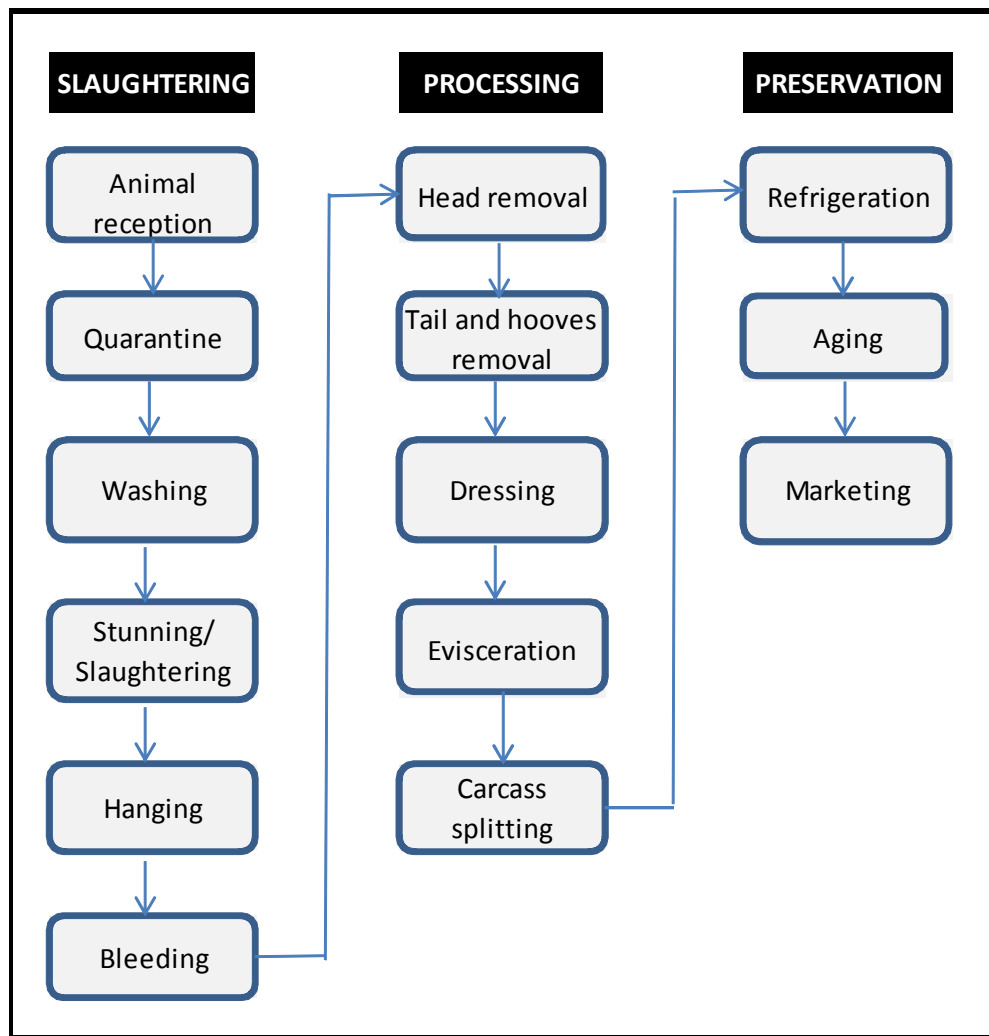 SLAUGHTERING
Animal
reception
Quarantine
Washing
Stunning/
Slaughtering
Hanging
Bleeding
PROCESSING
Head removal
Tail and hooves
removal
Dressing
Evisceration
Carcass
splitting
PRESERVATION
Refrigeration
Aging
Marketing